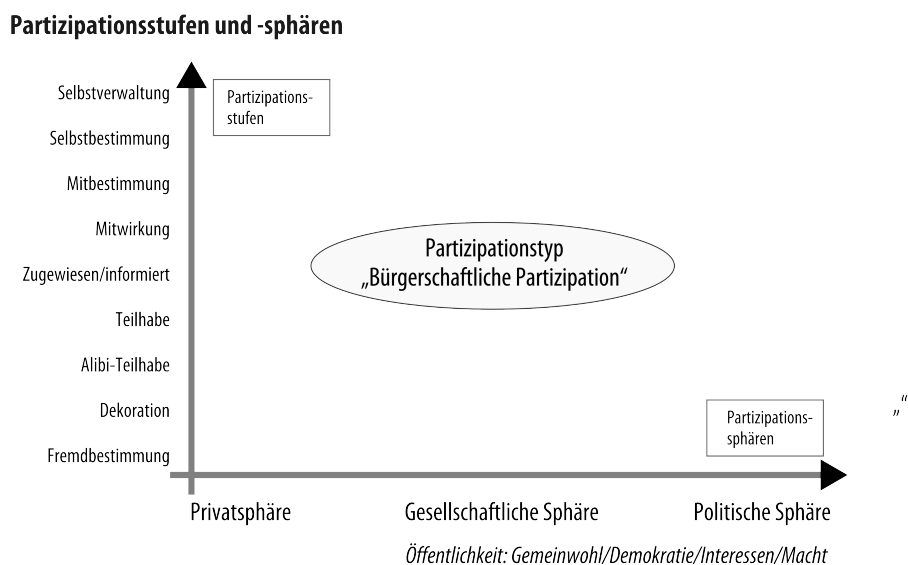 Partizipationsstufen und -sphären
Selbstverwaltung
Partizipations-
stufen
Selbstbestimmung
Mitbestimmung
Mitwirkung
Partizipationstyp
„Bürgerschaftliche Partizipation“
Zugewiesen/informiert
Teilhabe
Alibi-Teilhabe
Dekoration
Partizipations-
sphären
„“
Fremdbestimmung
Privatsphäre
Gesellschaftliche Sphäre
Politische Sphäre
Öffentlichkeit: Gemeinwohl/Demokratie/Interessen/Macht